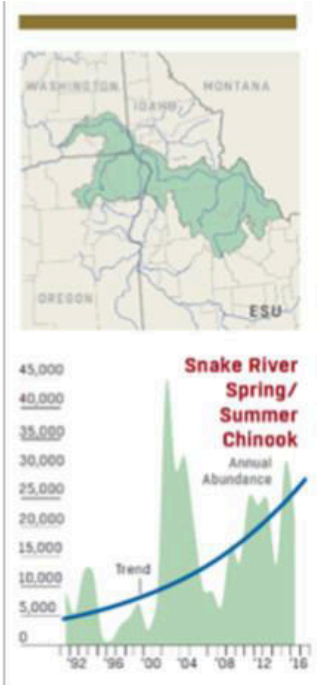 WASHINGTON
MONTANA
IDAHO
OREGON
ESU
Snake River
Spring/
Summer
Chinook
Annual
Abundance
Trend
45,000
40,000
35,000
30,000
25,000
20,000
15,000
10,000
5,000
0
'92 '96 '00 '04 '08 '12 '16